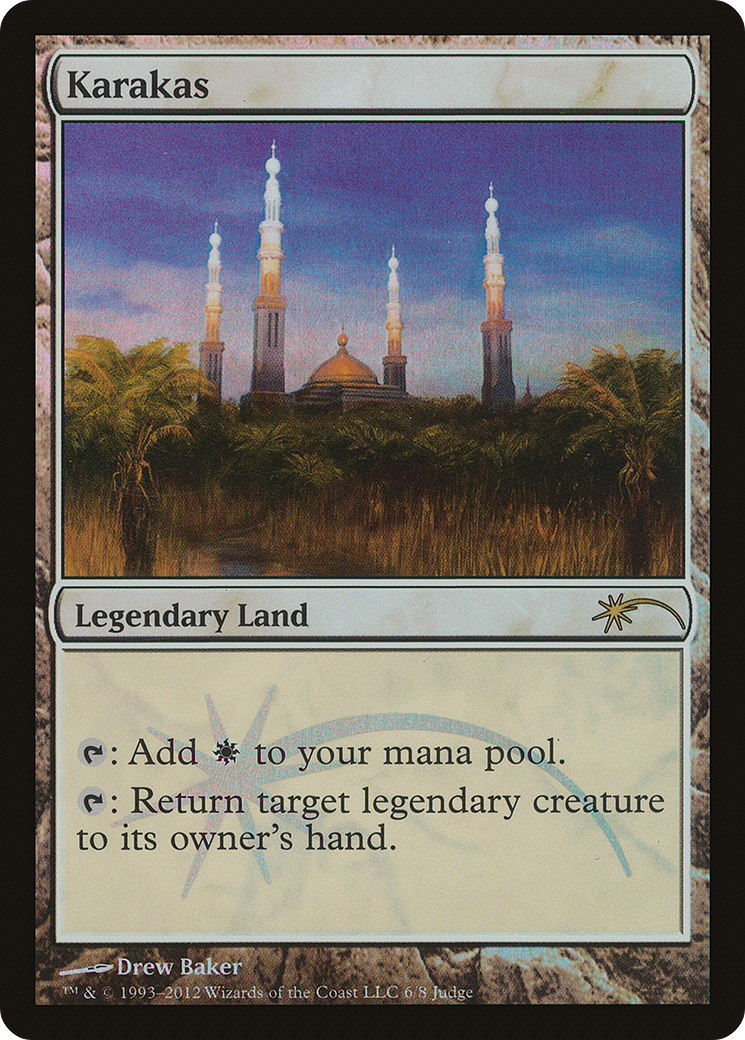 Karakas
Legendary Land
: Add to your mana pool.
: Return target legendary creature
to its owner's hand.
Drew Baker
™ & © 1993–2012 Wizards of the Coast LLC 6/8 Judge